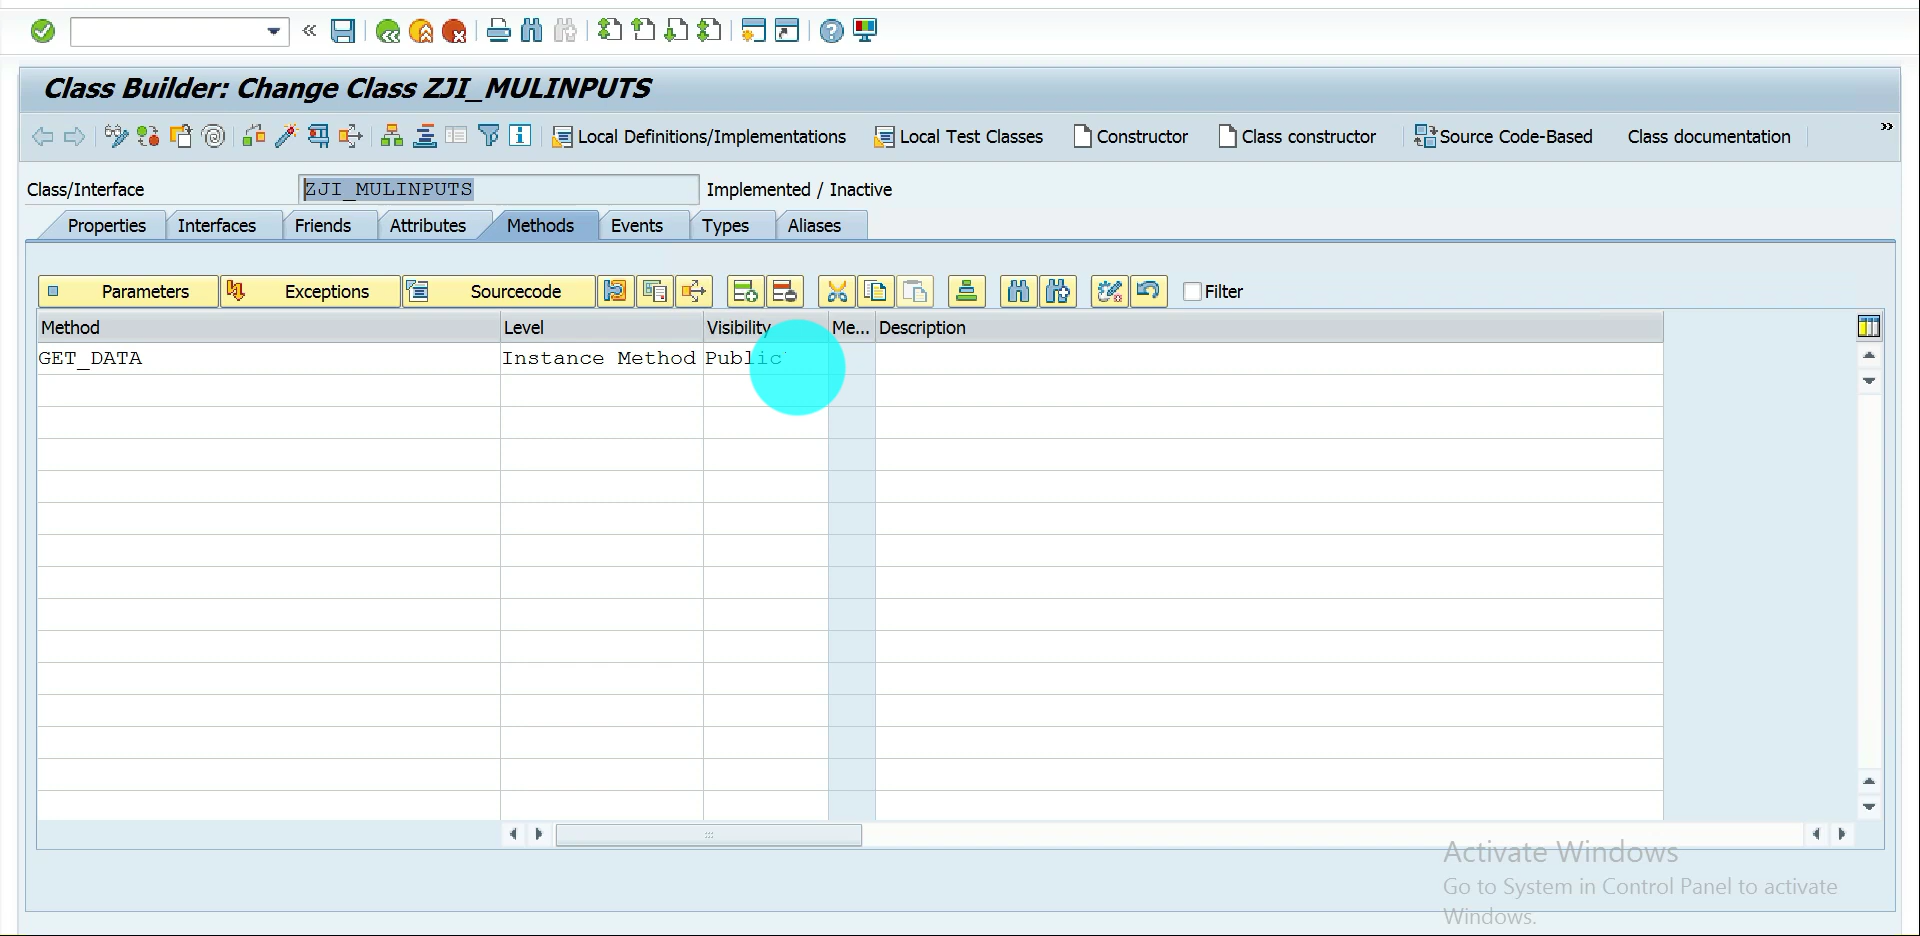 Class Builder: Change Class ZJI_MULINPUTS
Local Definitions/Implementations Local Test Classes Constructor Class constructor Source Code-Based Class documentation
Class/Interface ZJI_MULINPUTS Implemented / Inactive
Properties Interfaces Friends Attributes Methods Events Types Aliases
Parameters Exceptions Sourcecode Filter
Method Level Visibility Me... Description
GET_DATA Instance Method Public
Activate Windows
Go to System in Control Panel to activate
Windows.